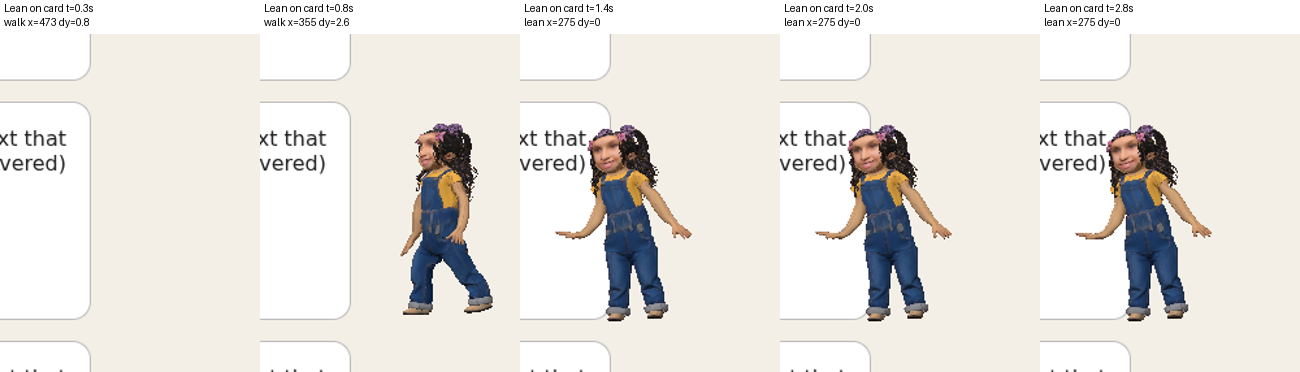 Lean on card t=0.3s
walk x=473 dy=0.8
Lean on card t=0.8s
walk x=355 dy=2.6
Lean on card t=1.4s
lean x=275 dy=0
Lean on card t=2.0s
lean x=275 dy=0
Lean on card t=2.8s
lean x=275 dy=0
xt that
vered)
xt that
vered)
xt that
vered)
xt that
vered)
xt that
vered)